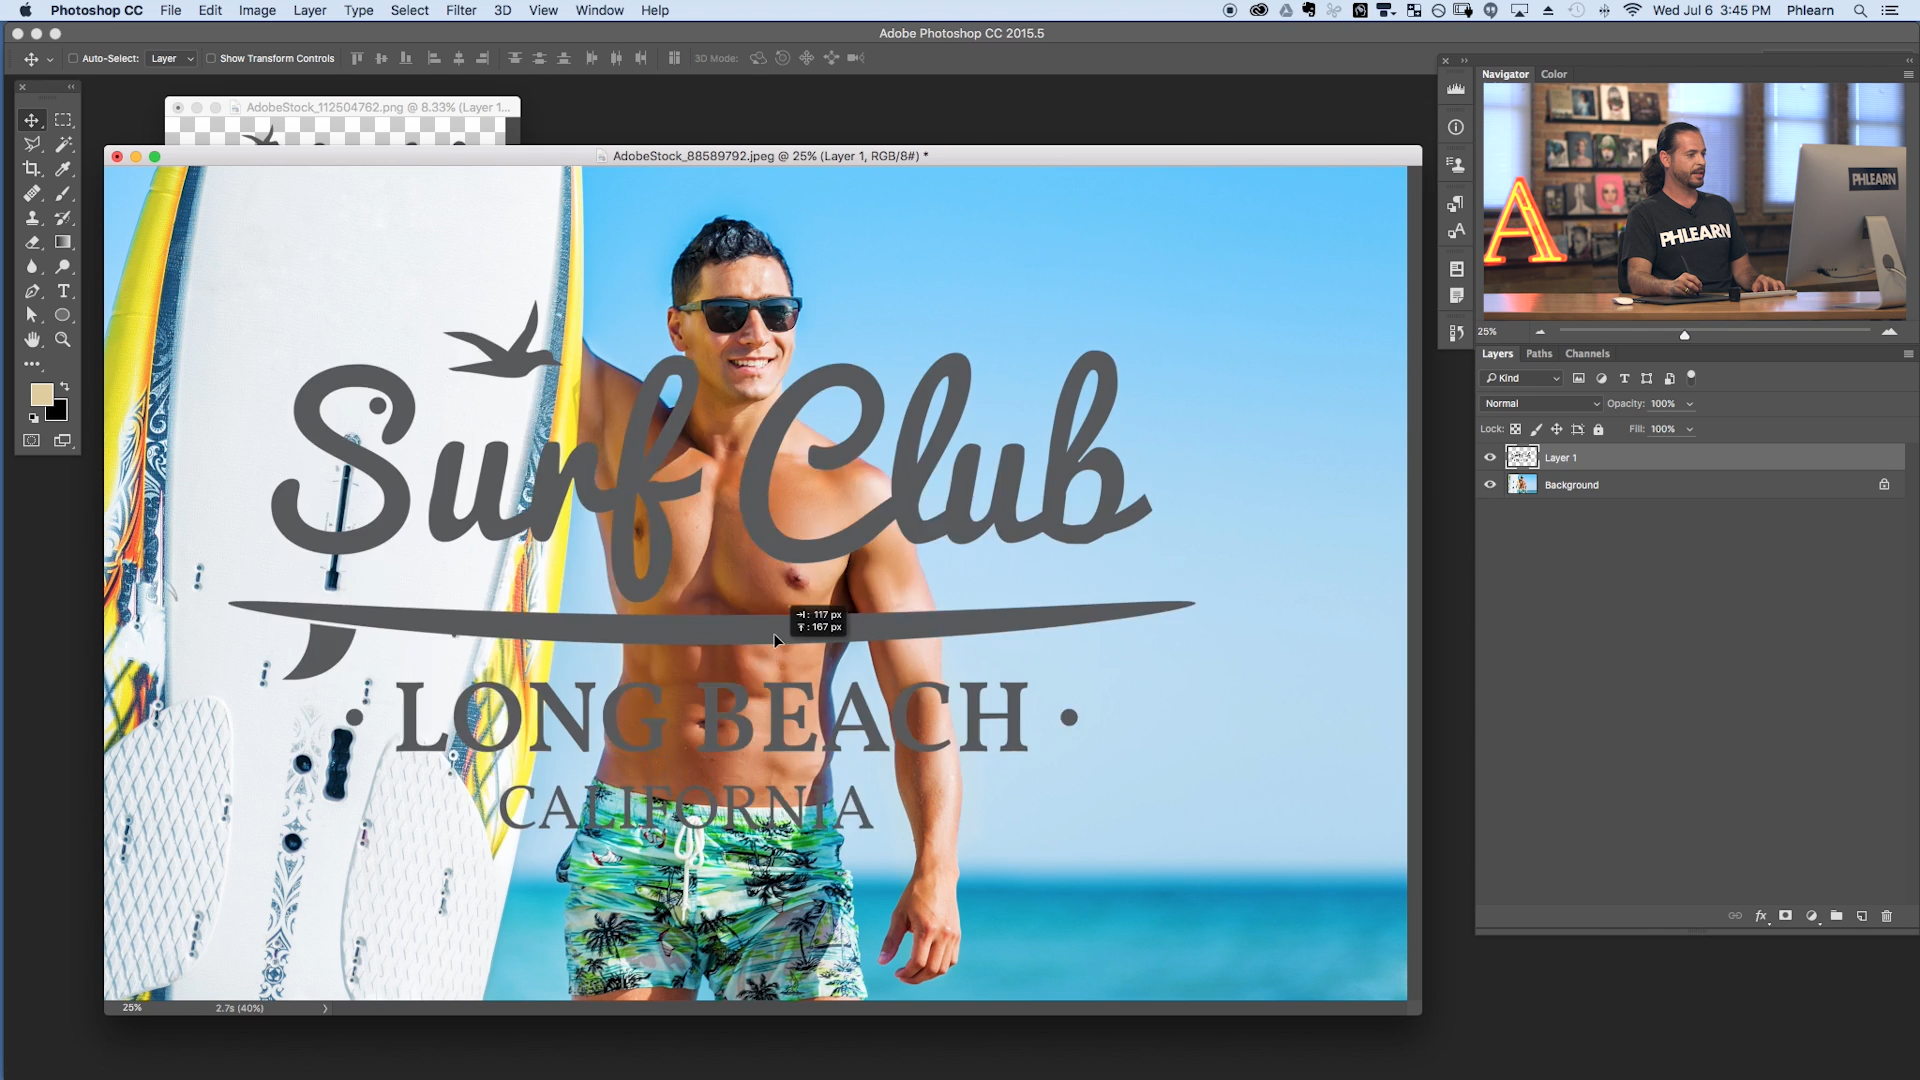 Photoshop CC File Edit Image Layer Type Select Filter 3D View Window Help
Wed Jul 6 3:45 PM Phlearn
Adobe Photoshop CC 2015.5
Auto-Select: Layer Show Transform Controls 3D Mode:
AdobeStock_112504762.png @ 8.33% (Layer 1...
AdobeStock_88589792.jpeg @ 25% (Layer 1, RGB/8#) *
Surf Club
117 px
167 px
• LONG BEACH •
CALIFORNIA
25% 2.7s (40%)
Navigator Color
PHLEARN
PHLEARN
A
25%
Layers Paths Channels
Kind
Normal Opacity: 100%
Lock: Fill: 100%
Layer 1
Background
fx